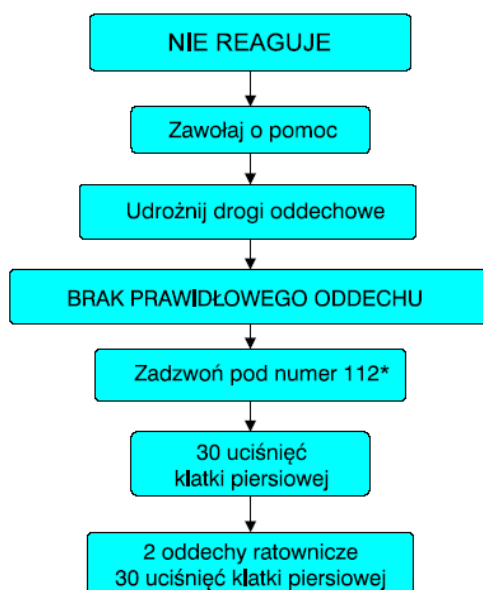 NIE REAGUJE
Zawołaj o pomoc
Udrożnij drogi oddechowe
BRAK PRAWIDŁOWEGO ODDECHU
Zadzwoń pod numer 112*
30 uciśnięć
klatki piersiowej
2 oddechy ratownicze
30 uciśnięć klatki piersiowej